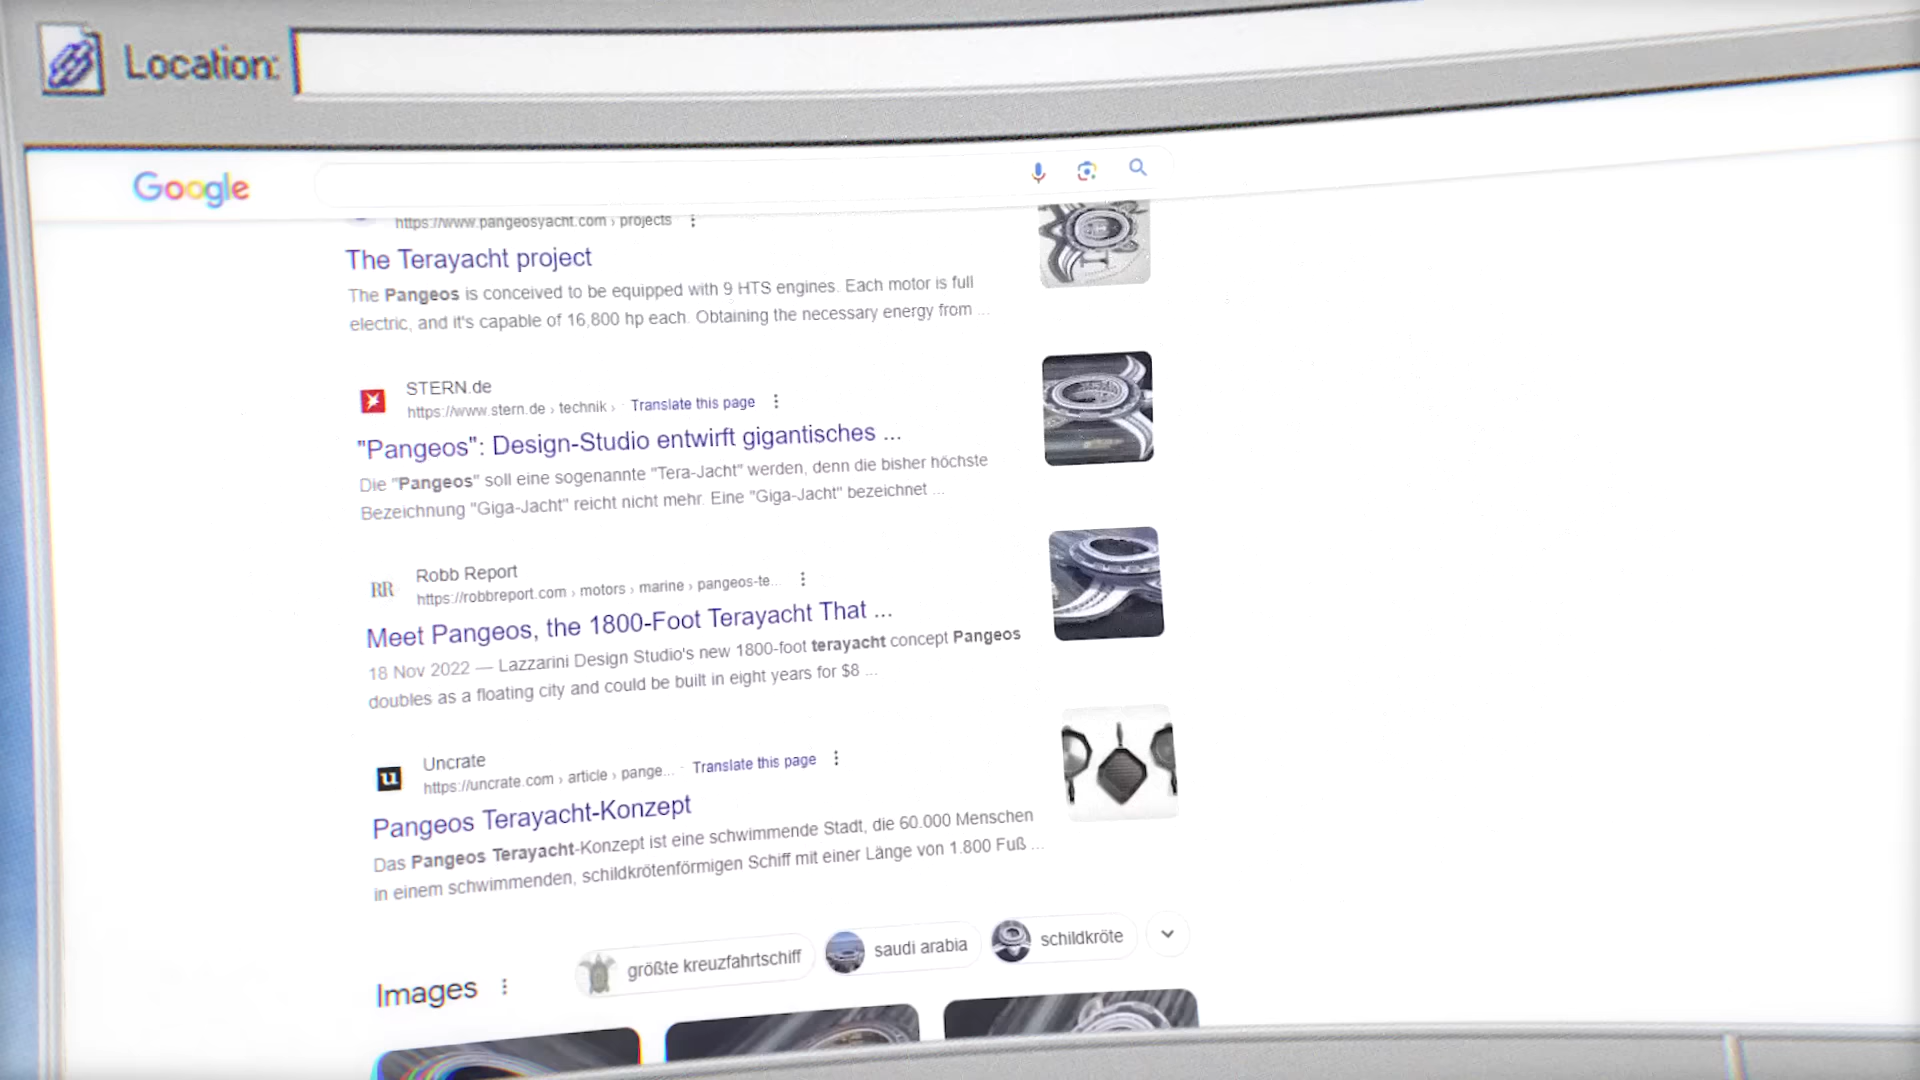 Location:
Google
https://www.pangeosyacht.com › projects
The Terayacht project
The Pangeos is conceived to be equipped with 9 HTS engines. Each motor is full
electric, and it's capable of 16,800 hp each. Obtaining the necessary energy from ...
STERN.de
https://www.stern.de › technik › · Translate this page
"Pangeos": Design-Studio entwirft gigantisches ...
Die "Pangeos" soll eine sogenannte "Tera-Jacht" werden, denn die bisher höchste
Bezeichnung "Giga-Jacht" reicht nicht mehr. Eine "Giga-Jacht" bezeichnet ...
RR
Robb Report
https://robbreport.com › motors › marine › pangeos-te...
Meet Pangeos, the 1800-Foot Terayacht That ...
18 Nov 2022 — Lazzarini Design Studio's new 1800-foot terayacht concept Pangeos
doubles as a floating city and could be built in eight years for $8 ...
u
Uncrate
https://uncrate.com › article › pange... · Translate this page
Pangeos Terayacht-Konzept
Das Pangeos Terayacht-Konzept ist eine schwimmende Stadt, die 60.000 Menschen
in einem schwimmenden, schildkrötenförmigen Schiff mit einer Länge von 1.800 Fuß ...
Images
größte kreuzfahrtschiff
saudi arabia
schildkröte